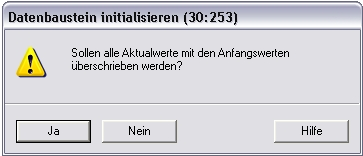 Datenbaustein initialisieren (30:253)
Sollen alle Aktualwerte mit den Anfangswerten
überschrieben werden?
Ja
Nein
Hilfe